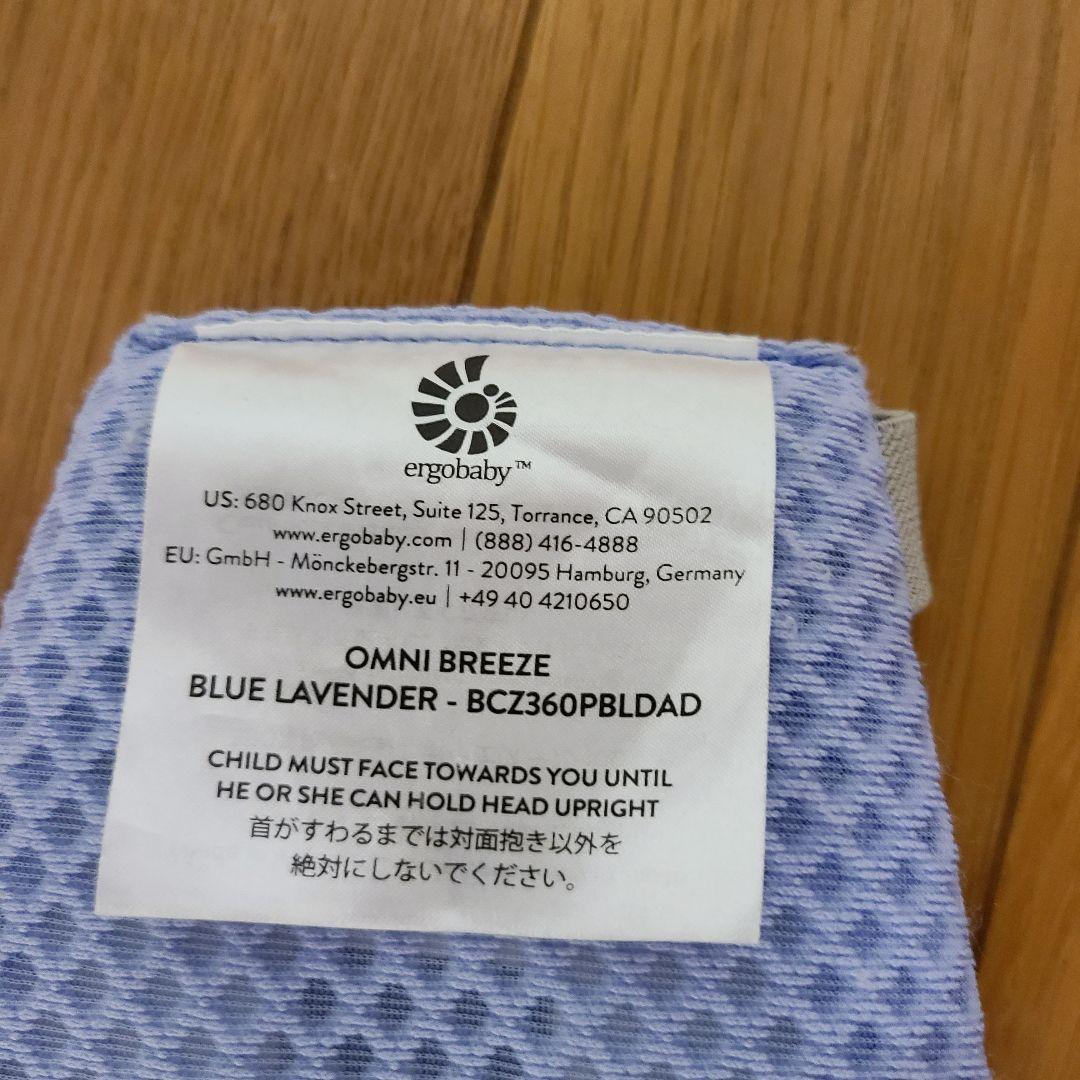 ergobaby™
US: 680 Knox Street, Suite 125, Torrance, CA 90502
www.ergobaby.com | (888) 416-4888
EU: GmbH - Mönckebergstr. 11 - 20095 Hamburg, Germany
www.ergobaby.eu | +49 40 4210650
OMNI BREEZE
BLUE LAVENDER - BCZ360PBLDAD
CHILD MUST FACE TOWARDS YOU UNTIL
HE OR SHE CAN HOLD HEAD UPRIGHT
首がすわるまでは対面抱き以外を
絶対にしないでください。